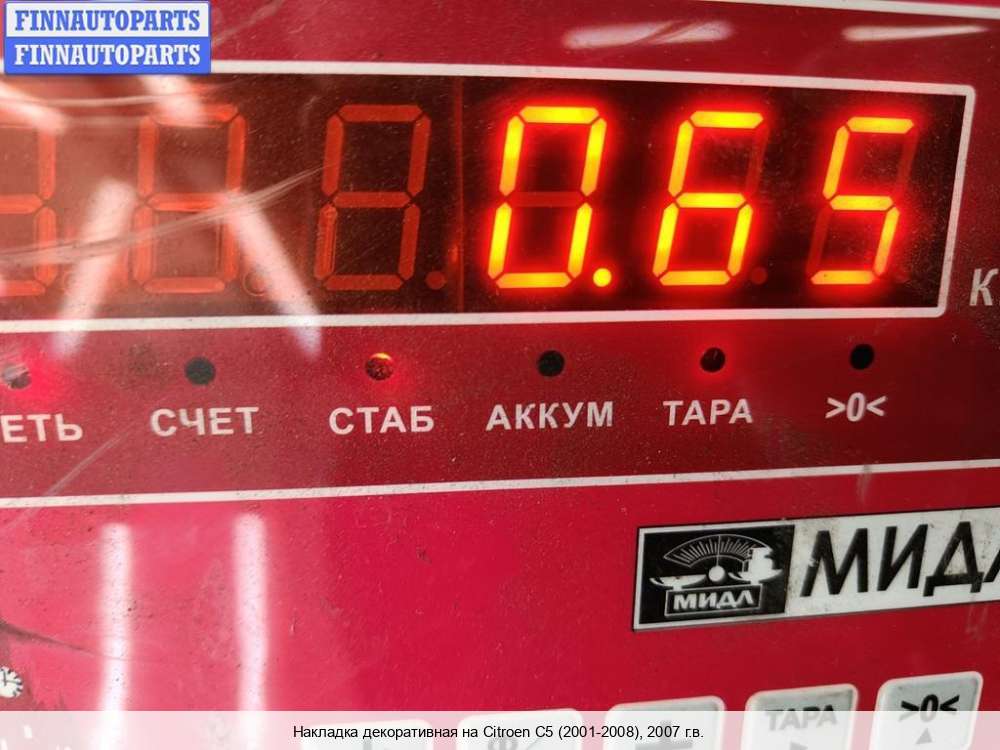 FINNAUTOPARTS
FINNAUTOPARTS
0.65
К
ЕТЬ СЧЕТ СТАБ АККУМ ТАРА >0<
МИДЛ МИДЛ
ТАРА >0<
Накладка декоративная на Citroen C5 (2001-2008), 2007 г.в.